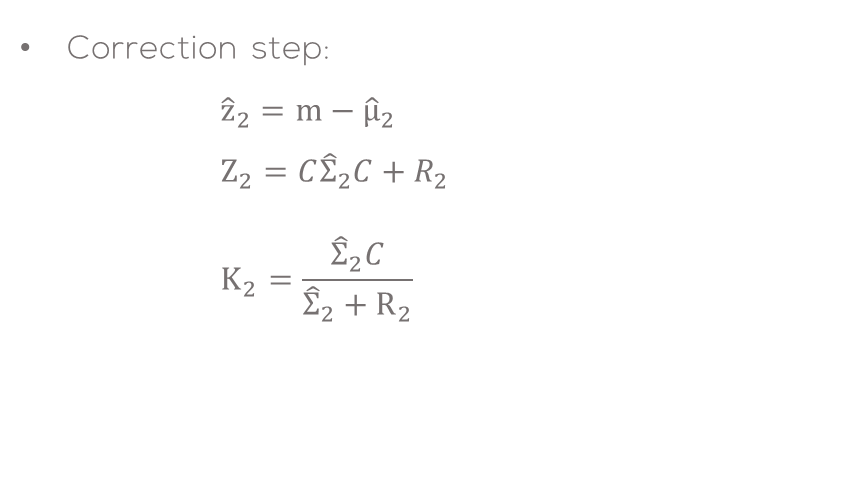 • Correction step:
ẑ₂ = m − μ̂₂
Z₂ = CΣ̂₂C + R₂
K₂ = Σ̂₂C / Σ̂₂ + R₂